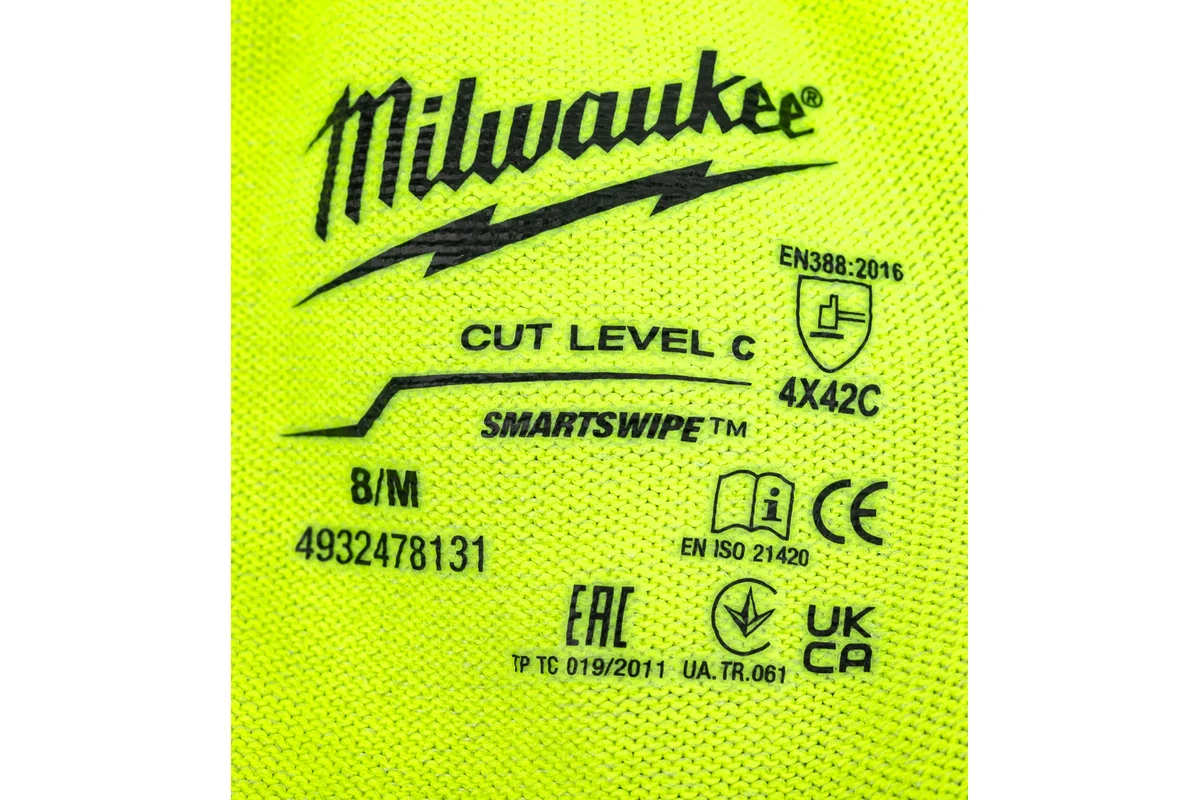 Milwaukee®
EN388:2016
CUT LEVEL C
4X42C
SMARTSWIPE™
8/M
4932478131
i
CE
EN ISO 21420
EAC
TP TC 019/2011
UA.TR.061
UK
CA